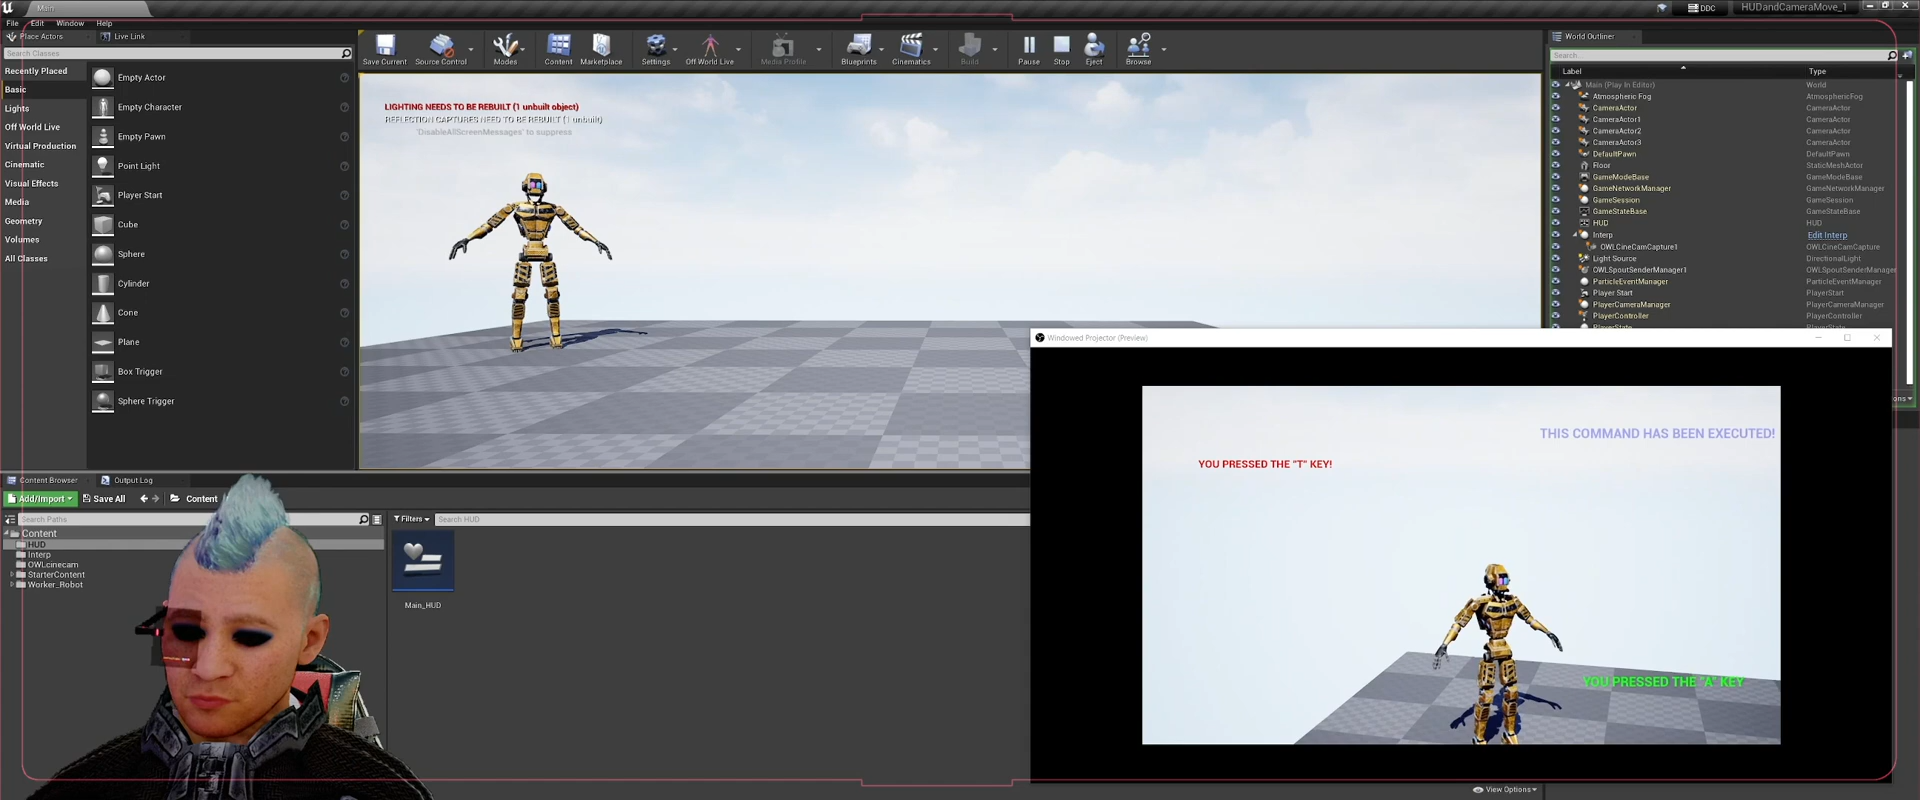 Main
DDC
HUDandCameraMove_1
File Edit Window Help
Place Actors
Live Link
Search Classes
Recently Placed
Basic
Lights
Off World Live
Virtual Production
Cinematic
Visual Effects
Media
Geometry
Volumes
All Classes
Empty Actor
Empty Character
Empty Pawn
Point Light
Player Start
Cube
Sphere
Cylinder
Cone
Plane
Box Trigger
Sphere Trigger
Save Current
Source Control
Modes
Content
Marketplace
Settings
Off World Live
Media Profile
Blueprints
Cinematics
Build
Pause
Stop
Eject
Browse
LIGHTING NEEDS TO BE REBUILT (1 unbuilt object)
REFLECTION CAPTURES NEED TO BE REBUILT (1 unbuilt)
'DisableAllScreenMessages' to suppress
World Outliner
Search...
Label Type
Main (Play In Editor) World
Atmospheric Fog AtmosphericFog
CameraActor CameraActor
CameraActor1 CameraActor
CameraActor2 CameraActor
CameraActor3 CameraActor
DefaultPawn DefaultPawn
Floor StaticMeshActor
GameModeBase GameModeBase
GameNetworkManager GameNetworkManager
GameSession GameSession
GameStateBase GameStateBase
HUD HUD
Interp Edit Interp
OWLCineCamCapture1 OWLCineCamCapture
Light Source DirectionalLight
OWLSpoutSenderManager1 OWLSpoutSenderManager
ParticleEventManager ParticleEventManager
Player Start PlayerStart
PlayerCameraManager PlayerCameraManager
PlayerController PlayerController
Windowed Projector (Preview)
THIS COMMAND HAS BEEN EXECUTED!
YOU PRESSED THE "T" KEY!
YOU PRESSED THE "A" KEY
Content Browser
Output Log
Add/Import
Save All
Content
Search Paths
Filters
Search HUD
Content
HUD
Interp
OWLcinecam
StarterContent
Worker_Robot
Main_HUD
View Options